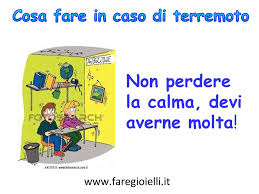 Cosa fare in caso di terremoto
Non perdere
la calma, devi
averne molta!
www.faregioielli.it